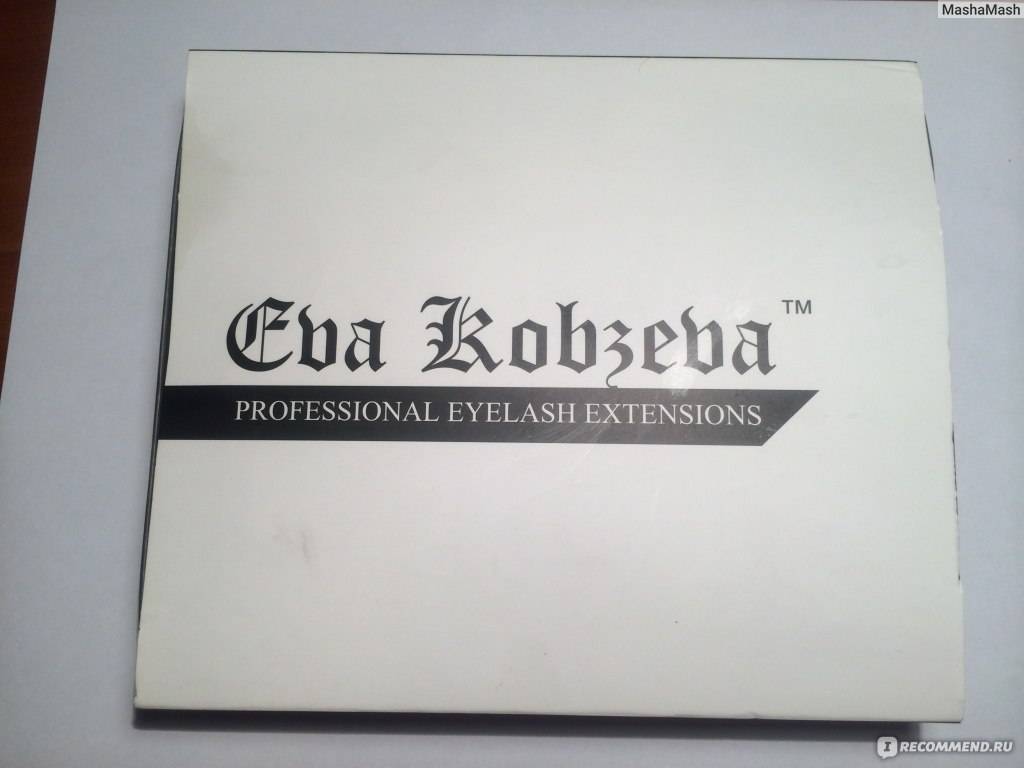 MashaMash
Eva Kobzeva™
PROFESSIONAL EYELASH EXTENSIONS
IRECOMMEND.RU